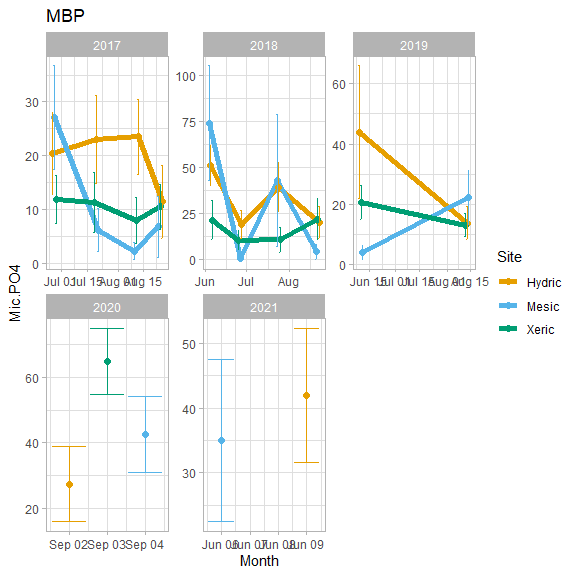 MBP
2017
2018
2019
30
20
10
0
100
75
50
25
0
60
40
20
0
Jul 01 Jul 15 Aug 01 Aug 15
Jun Jul Aug
Jun 15 Jul 01 Jul 15 Aug 01 Aug 15
Mic.PO4
Site
Hydric
Mesic
Xeric
2020
2021
60
40
20
50
40
30
Sep 02 Sep 03 Sep 04
Jun 06 Jun 07 Jun 08 Jun 09
Month